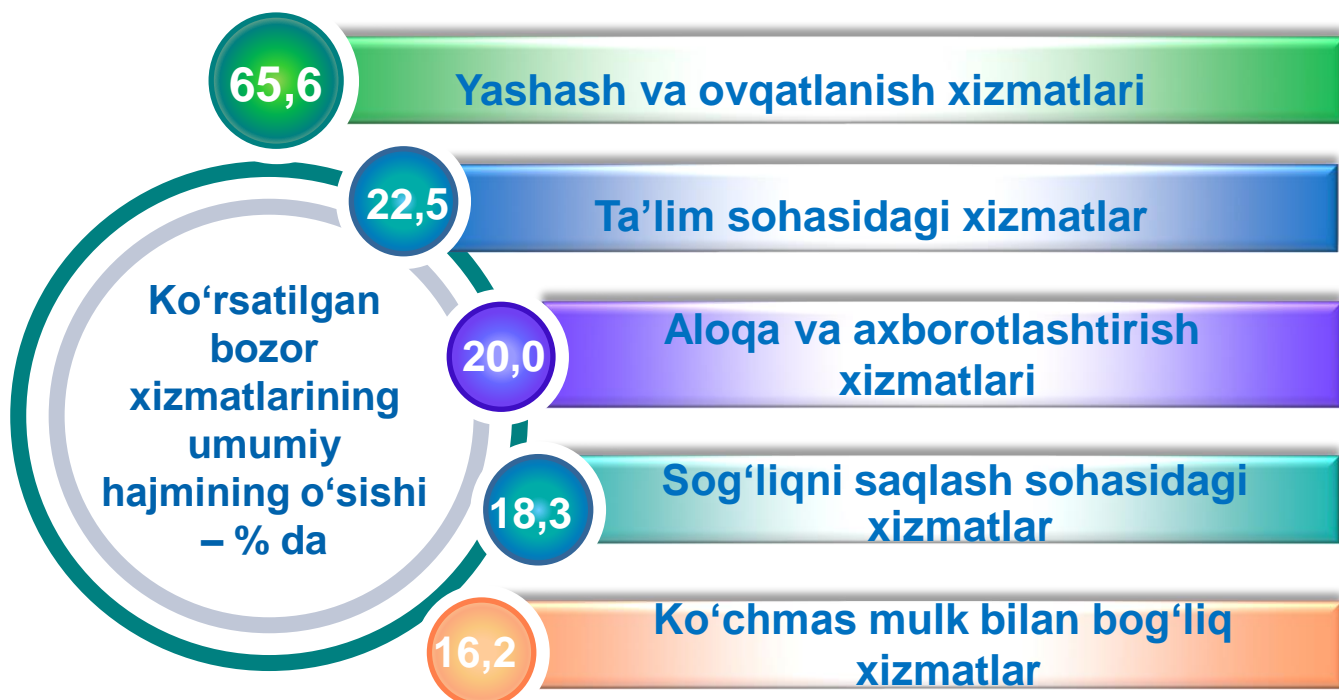 65,6
Yashash va ovqatlanish xizmatlari
22,5
Ta’lim sohasidagi xizmatlar
20,0
Aloqa va axborotlashtirish
xizmatlari
18,3
Sog‘liqni saqlash sohasidagi
xizmatlar
16,2
Ko‘chmas mulk bilan bog‘liq
xizmatlar
Ko‘rsatilgan
bozor
xizmatlarining
umumiy
hajmining o‘sishi
– % da